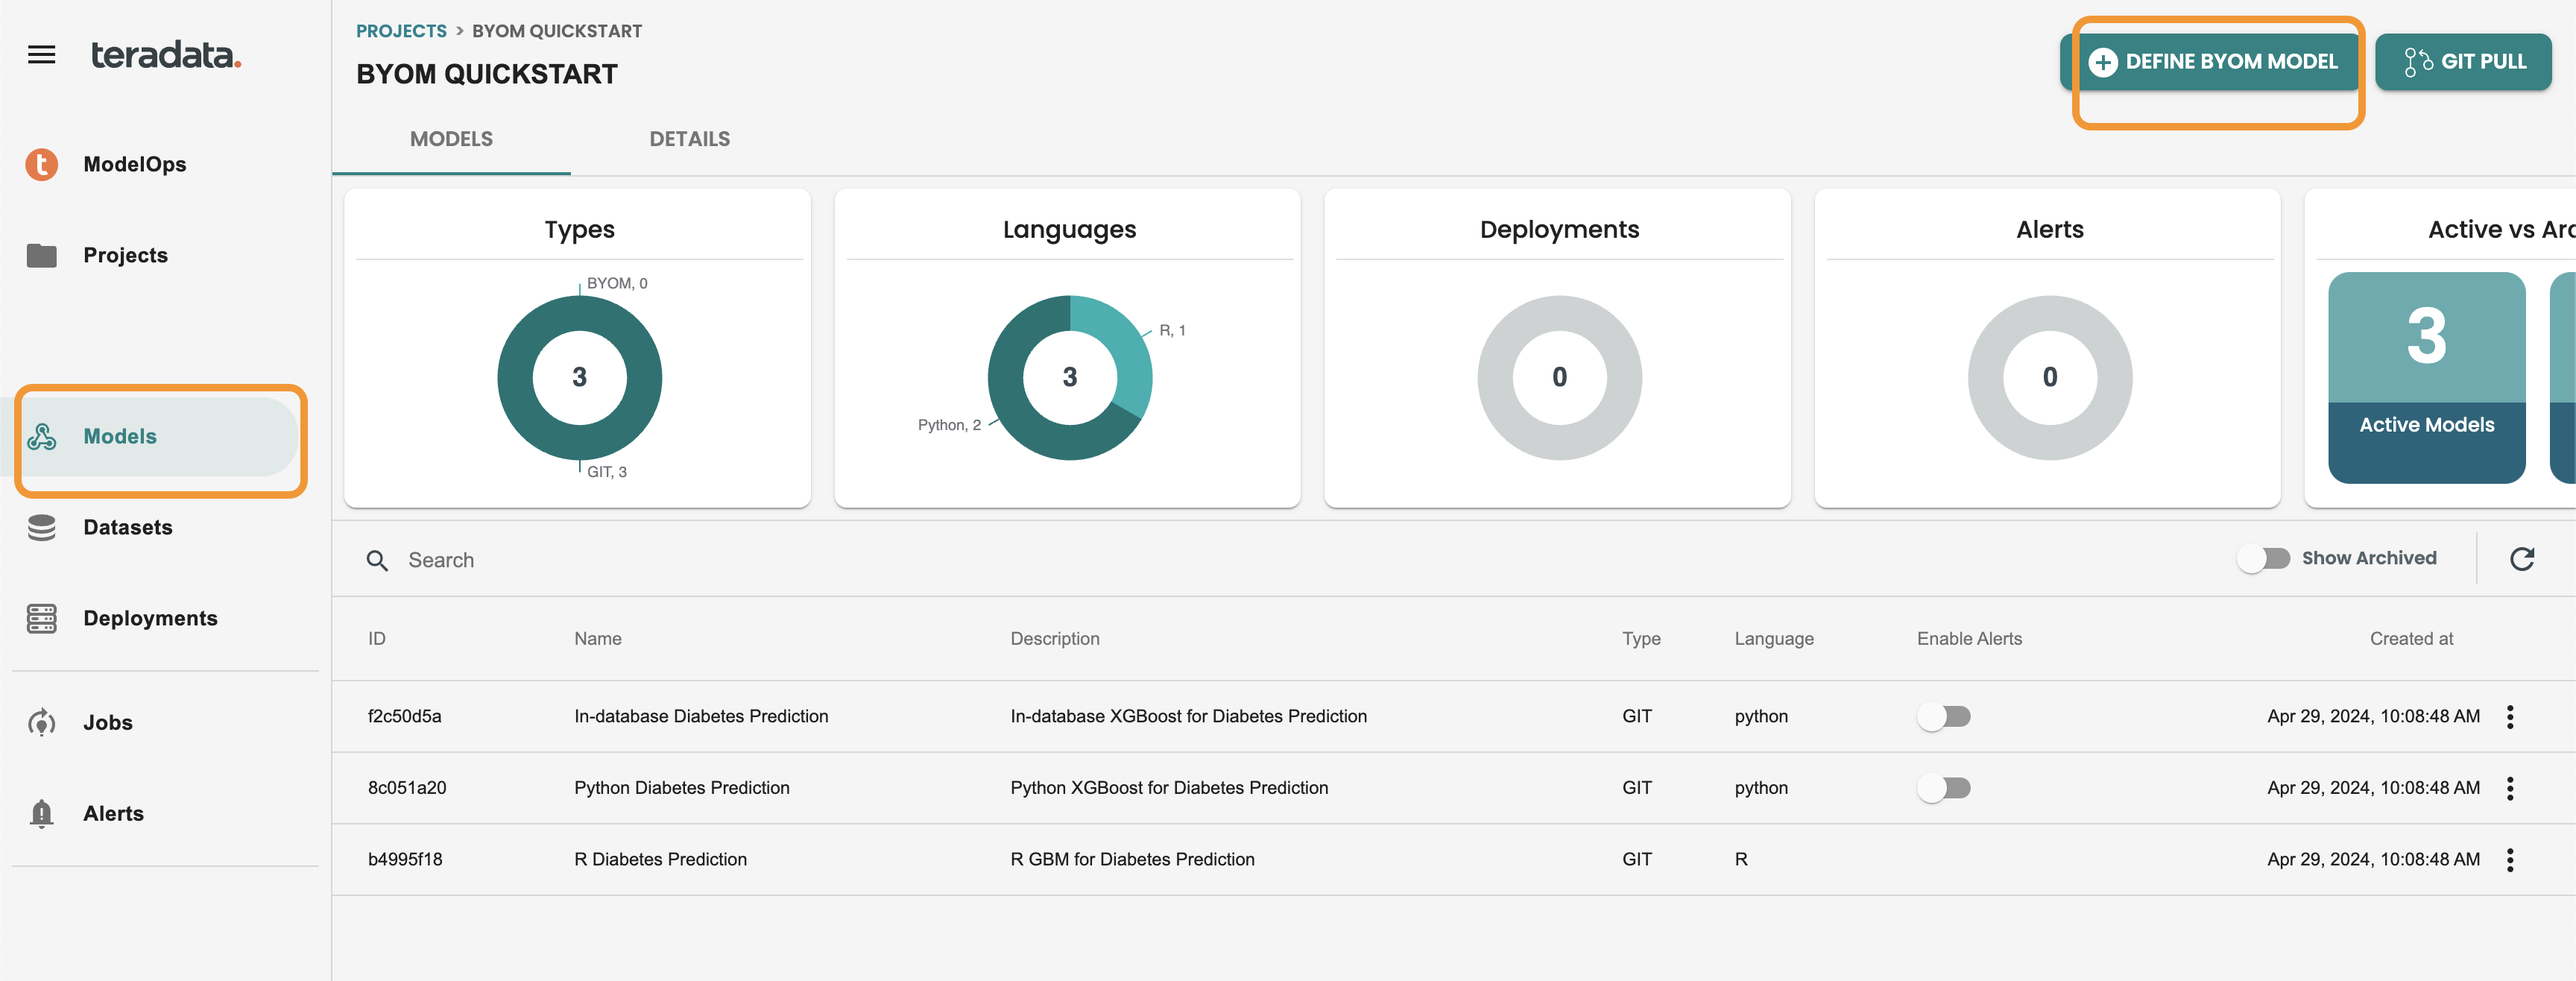 teradata.
ModelOps
Projects
Models
Datasets
Deployments
Jobs
Alerts
PROJECTS > BYOM QUICKSTART
BYOM QUICKSTART
DEFINE BYOM MODEL
GIT PULL
MODELS DETAILS
Types
BYOM, 0
3
GIT, 3
Languages
R, 1
3
Python, 2
Deployments
0
Alerts
0
Active vs Arc
3
Active Models
Search
Show Archived
ID Name Description Type Language Enable Alerts Created at
f2c50d5a In-database Diabetes Prediction In-database XGBoost for Diabetes Prediction GIT python Apr 29, 2024, 10:08:48 AM
8c051a20 Python Diabetes Prediction Python XGBoost for Diabetes Prediction GIT python Apr 29, 2024, 10:08:48 AM
b4995f18 R Diabetes Prediction R GBM for Diabetes Prediction GIT R Apr 29, 2024, 10:08:48 AM